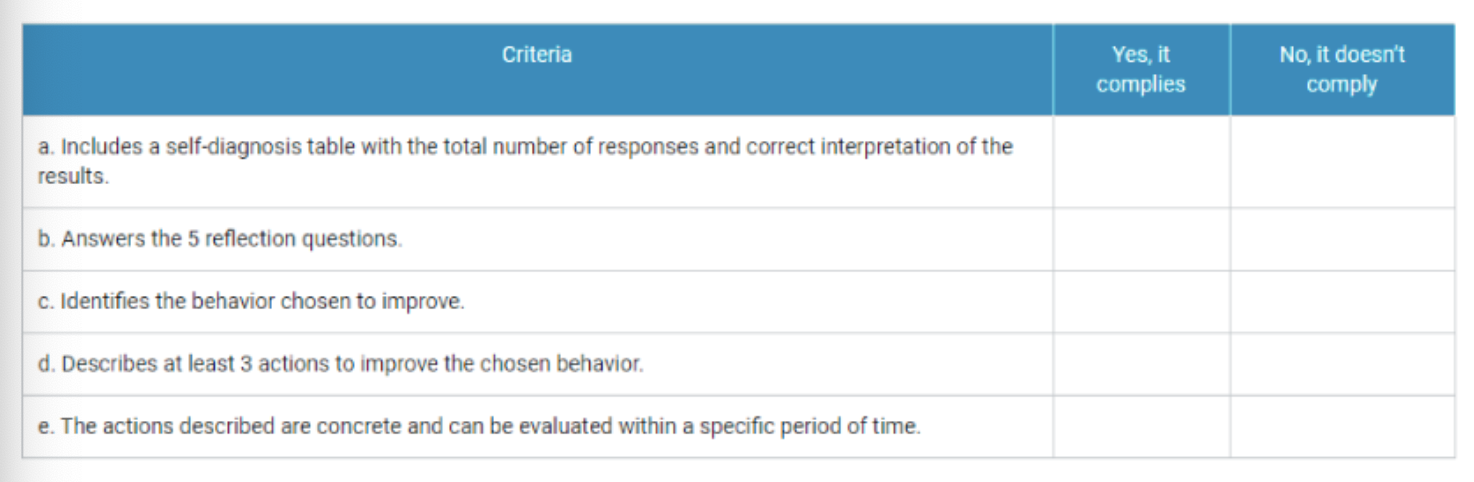 Criteria
Yes, it
complies
No, it doesn't
comply
a. Includes a self-diagnosis table with the total number of responses and correct interpretation of the
results.
b. Answers the 5 reflection questions.
c. Identifies the behavior chosen to improve.
d. Describes at least 3 actions to improve the chosen behavior.
e. The actions described are concrete and can be evaluated within a specific period of time.